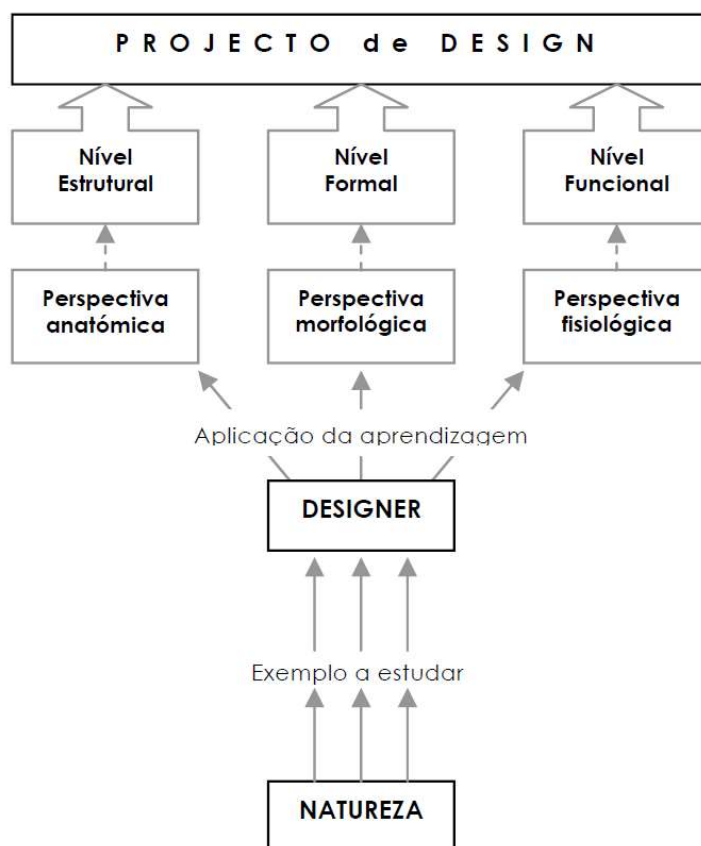 PROJECTO de DESIGN
Nível
Estrutural
Nível
Formal
Nível
Funcional
Perspectiva
anatómica
Perspectiva
morfológica
Perspectiva
fisiológica
Aplicação da aprendizagem
DESIGNER
Exemplo a estudar
NATUREZA